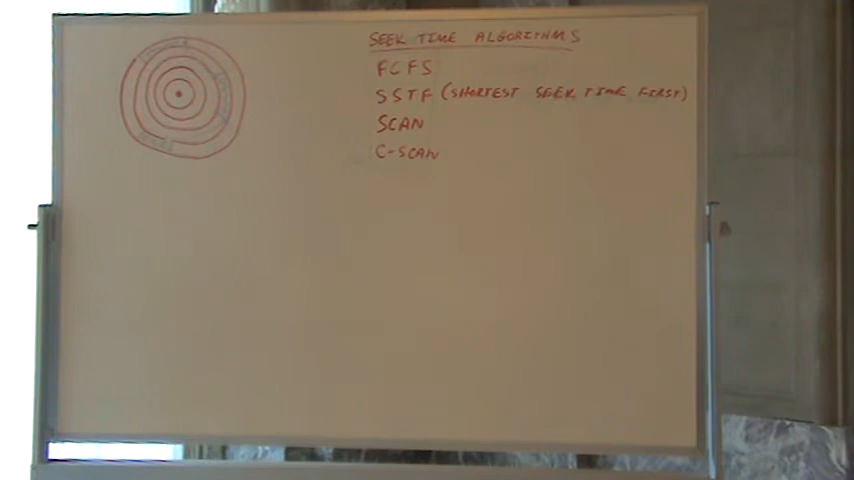 SEEK TIME ALGORITHMS
FCFS
SSTF (SHORTEST SEEK TIME FIRST)
SCAN
C-SCAN